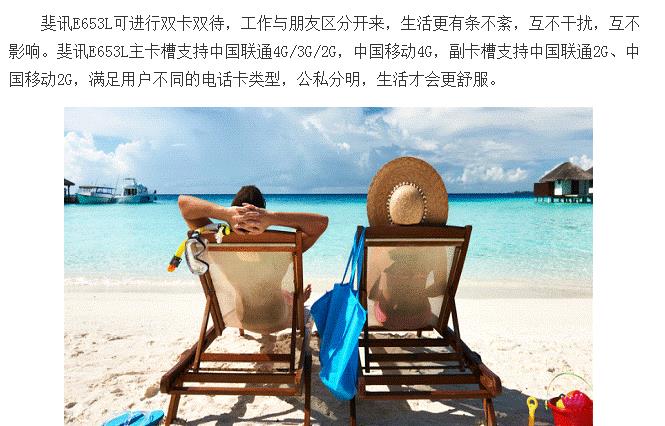 斐讯E653L可进行双卡双待，工作与朋友区分开来，生活更有条不紊，互不干扰，互不
影响。斐讯E653L主卡槽支持中国联通4G/3G/2G，中国移动4G，副卡槽支持中国联通2G、中
国移动2G，满足用户不同的电话卡类型，公私分明，生活才会更舒服。